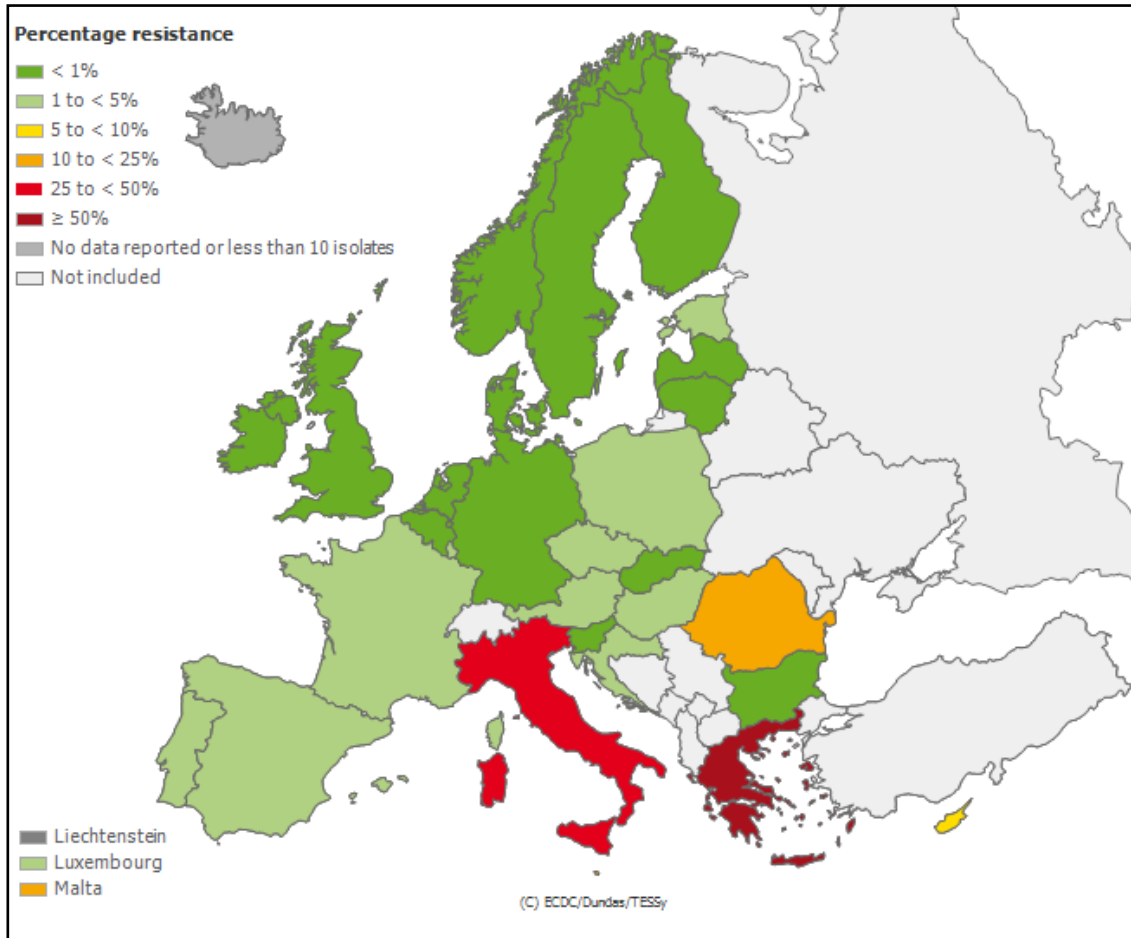 Percentage resistance
< 1%
1 to < 5%
5 to < 10%
10 to < 25%
25 to < 50%
≥ 50%
No data reported or less than 10 isolates
Not included
Liechtenstein
Luxembourg
Malta
(C) ECDC/Dundas/TESSy